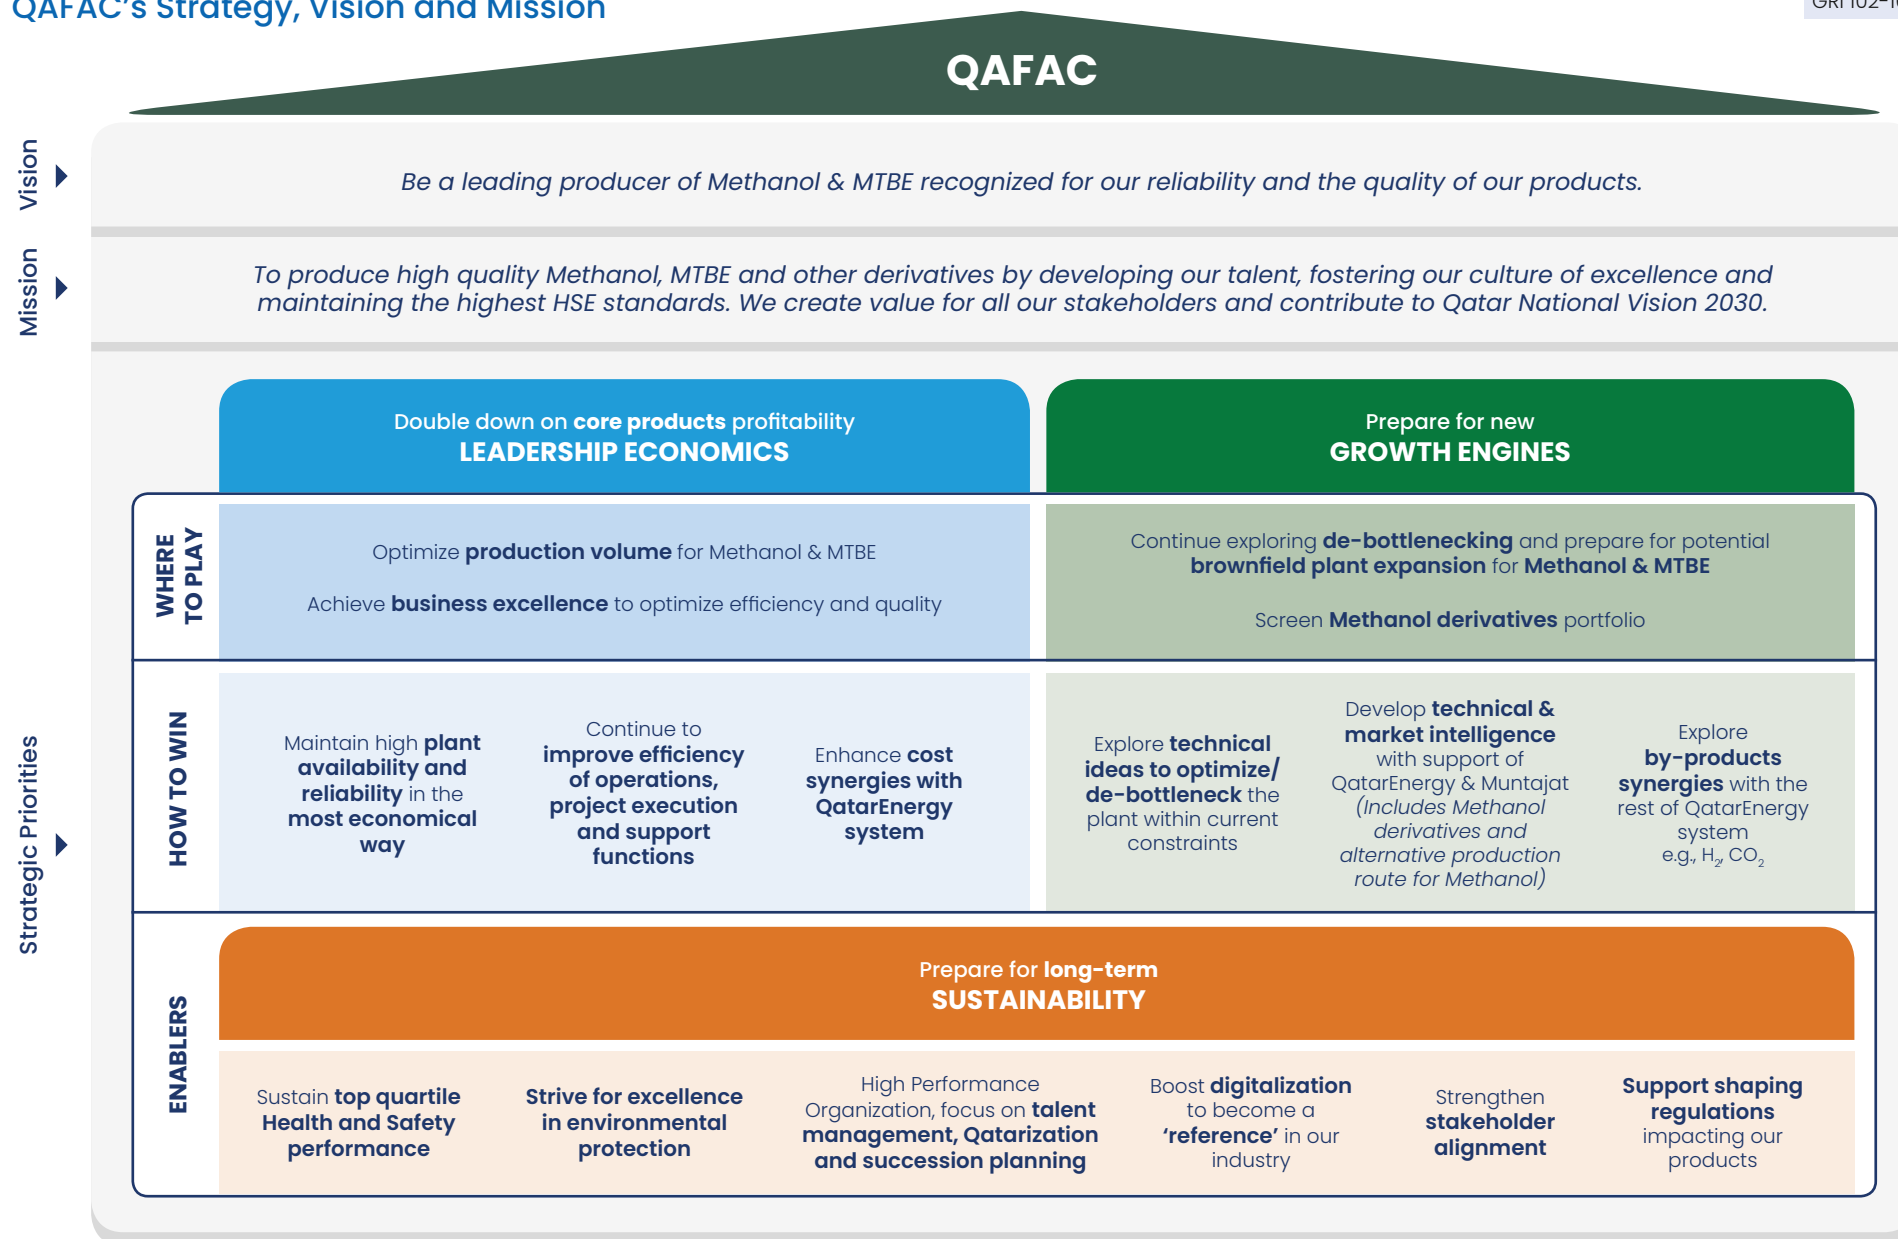 QAFAC's Strategy, Vision and Mission
GRI 102-1
QAFAC
Vision
Be a leading producer of Methanol & MTBE recognized for our reliability and the quality of our products.
Mission
To produce high quality Methanol, MTBE and other derivatives by developing our talent, fostering our culture of excellence and
maintaining the highest HSE standards. We create value for all our stakeholders and contribute to Qatar National Vision 2030.
Strategic Priorities
Double down on core products profitability
LEADERSHIP ECONOMICS
Prepare for new
GROWTH ENGINES
WHERE
TO PLAY
Optimize production volume for Methanol & MTBE
Achieve business excellence to optimize efficiency and quality
Continue exploring de-bottlenecking and prepare for potential
brownfield plant expansion for Methanol & MTBE
Screen Methanol derivatives portfolio
HOW TO WIN
Maintain high plant
availability and
reliability in the
most economical
way
Continue to
improve efficiency
of operations,
project execution
and support
functions
Enhance cost
synergies with
QatarEnergy
system
Explore technical
ideas to optimize/
de-bottleneck the
plant within current
constraints
Develop technical &
market intelligence
with support of
QatarEnergy & Muntajat
(Includes Methanol
derivatives and
alternative production
route for Methanol)
Explore
by-products
synergies with the
rest of QatarEnergy
system
e.g., H₂, CO₂
ENABLERS
Prepare for long-term
SUSTAINABILITY
Sustain top quartile
Health and Safety
performance
Strive for excellence
in environmental
protection
High Performance
Organization, focus on talent
management, Qatarization
and succession planning
Boost digitalization
to become a
‘reference’ in our
industry
Strengthen
stakeholder
alignment
Support shaping
regulations
impacting our
products